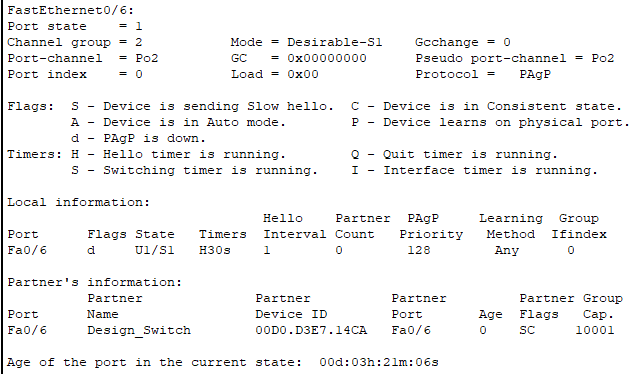 FastEthernet0/6:
Port state    = 1
Channel group = 2           Mode = Desirable-Sl    Gcchange = 0
Port-channel  = Po2         GC   = 0x00000000      Pseudo port-channel = Po2
Port index    = 0           Load = 0x00            Protocol =   PAgP
Flags:  S - Device is sending Slow hello.  C - Device is in Consistent state.
        A - Device is in Auto mode.        P - Device learns on physical port.
        d - PAgP is down.
Timers: H - Hello timer is running.        Q - Quit timer is running.
        S - Switching timer is running.    I - Interface timer is running.
Local information:
                                Hello    Partner  PAgP     Learning  Group
Port      Flags State   Timers  Interval Count   Priority   Method  Ifindex
Fa0/6     d     U1/S1   H30s    1        0        128        Any      0
Partner's information:
          Partner              Partner          Partner         Partner Group
Port      Name                 Device ID        Port       Age  Flags   Cap.
Fa0/6     Design_Switch        00D0.D3E7.14CA   Fa0/6      0    SC      10001
Age of the port in the current state:  00d:03h:21m:06s